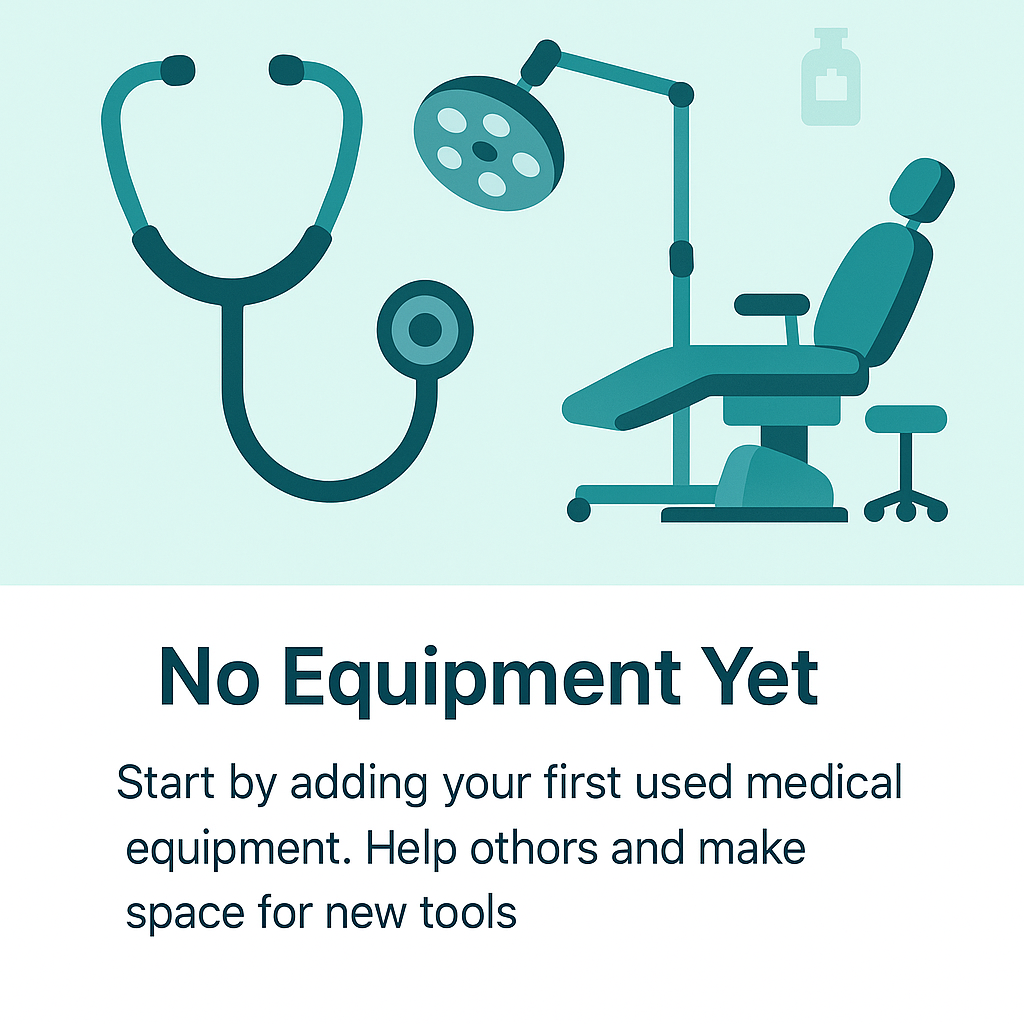 No Equipment Yet
Start by adding your first used medical
equipment. Help othors and make
space for new tools